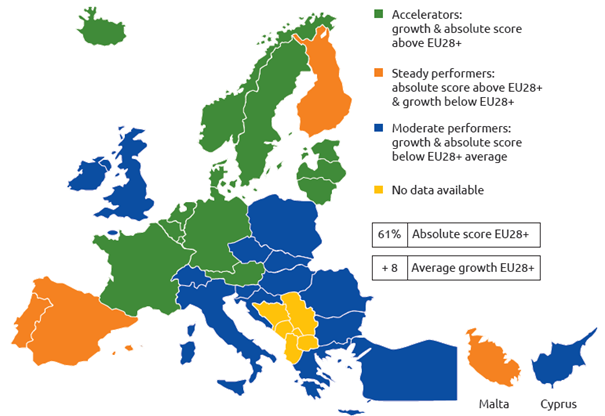 Accelerators:
growth & absolute score
above EU28+
Steady performers:
absolute score above EU28+
& growth below EU28+
Moderate performers:
growth & absolute score
below EU28+ average
No data available
61% Absolute score EU28+
+ 8 Average growth EU28+
Malta Cyprus